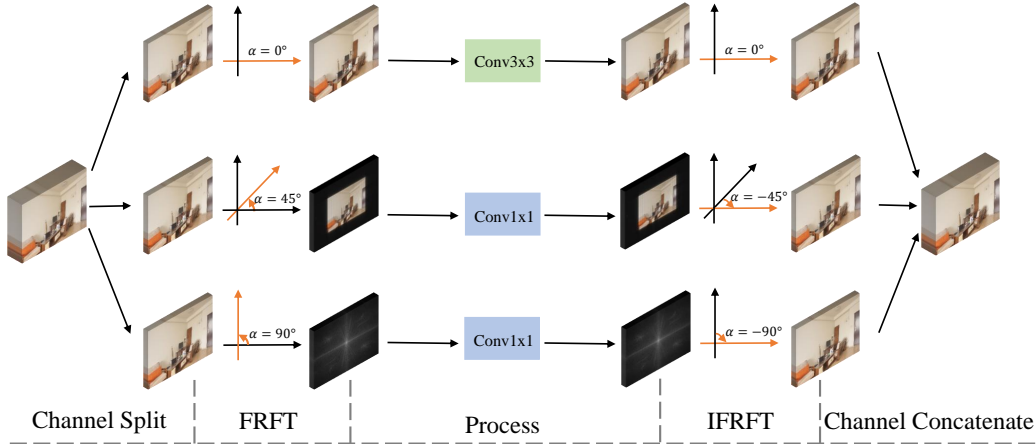 α = 0°
Conv3x3
α = 0°
α = 45°
Conv1x1
α = −45°
α = 90°
Conv1x1
α = −90°
Channel Split
FRFT
Process
IFRFT
Channel Concatenate